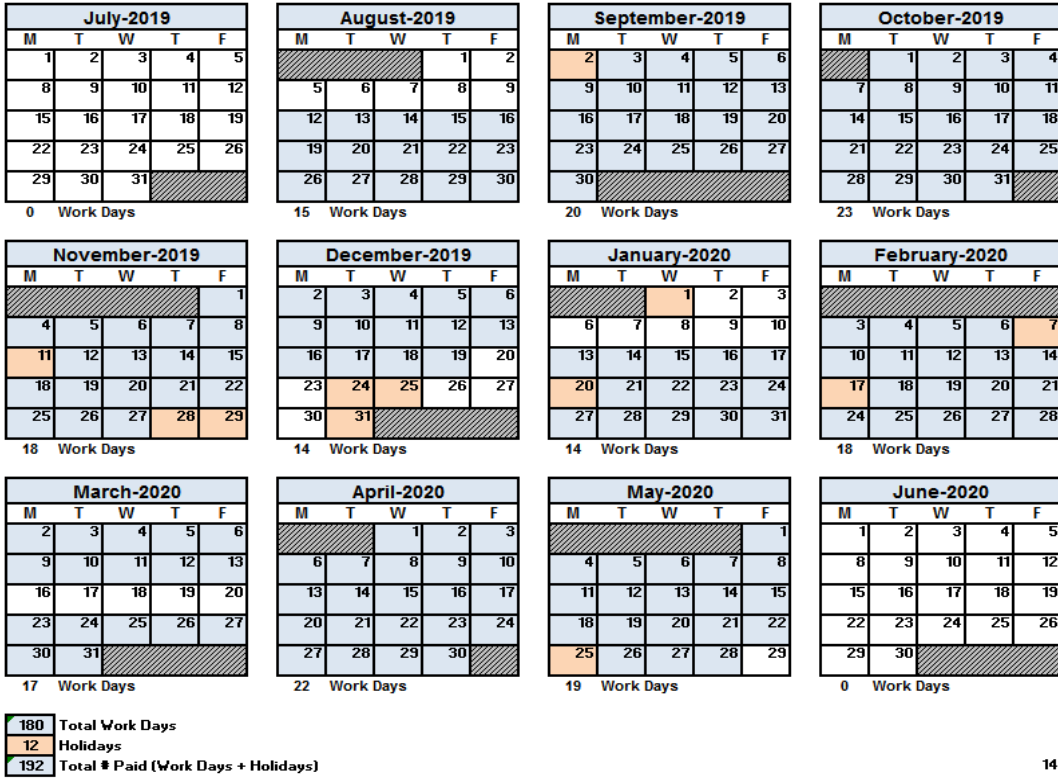 July-2019 August-2019 September-2019 October-2019
M T W T F M T W T F M T W T F M T W T F
1 2 3 4 5 1 2 2 3 4 5 6 1 2 3 4
8 9 10 11 12 5 6 7 8 9 9 10 11 12 13 7 8 9 10 11
15 16 17 18 19 12 13 14 15 16 16 17 18 19 20 14 15 16 17 18
22 23 24 25 26 19 20 21 22 23 23 24 25 26 27 21 22 23 24 25
29 30 31 26 27 28 29 30 30 28 29 30 31
0 Work Days 15 Work Days 20 Work Days 23 Work Days
November-2019 December-2019 January-2020 February-2020
M T W T F M T W T F M T W T F M T W T F
1 2 3 4 5 6 1 2 3
4 5 6 7 8 9 10 11 12 13 6 7 8 9 10 3 4 5 6 7
11 12 13 14 15 16 17 18 19 20 13 14 15 16 17 10 11 12 13 14
18 19 20 21 22 23 24 25 26 27 20 21 22 23 24 17 18 19 20 21
25 26 27 28 29 30 31 27 28 29 30 31 24 25 26 27 28
18 Work Days 14 Work Days 14 Work Days 18 Work Days
March-2020 April-2020 May-2020 June-2020
M T W T F M T W T F M T W T F M T W T F
2 3 4 5 6 1 2 3 1 1 2 3 4 5
9 10 11 12 13 6 7 8 9 10 4 5 6 7 8 8 9 10 11 12
16 17 18 19 20 13 14 15 16 17 11 12 13 14 15 15 16 17 18 19
23 24 25 26 27 20 21 22 23 24 18 19 20 21 22 22 23 24 25 26
30 31 27 28 29 30 25 26 27 28 29 29 30
17 Work Days 22 Work Days 19 Work Days 0 Work Days
180 Total Work Days
12 Holidays
192 Total # Paid (Work Days + Holidays) 14